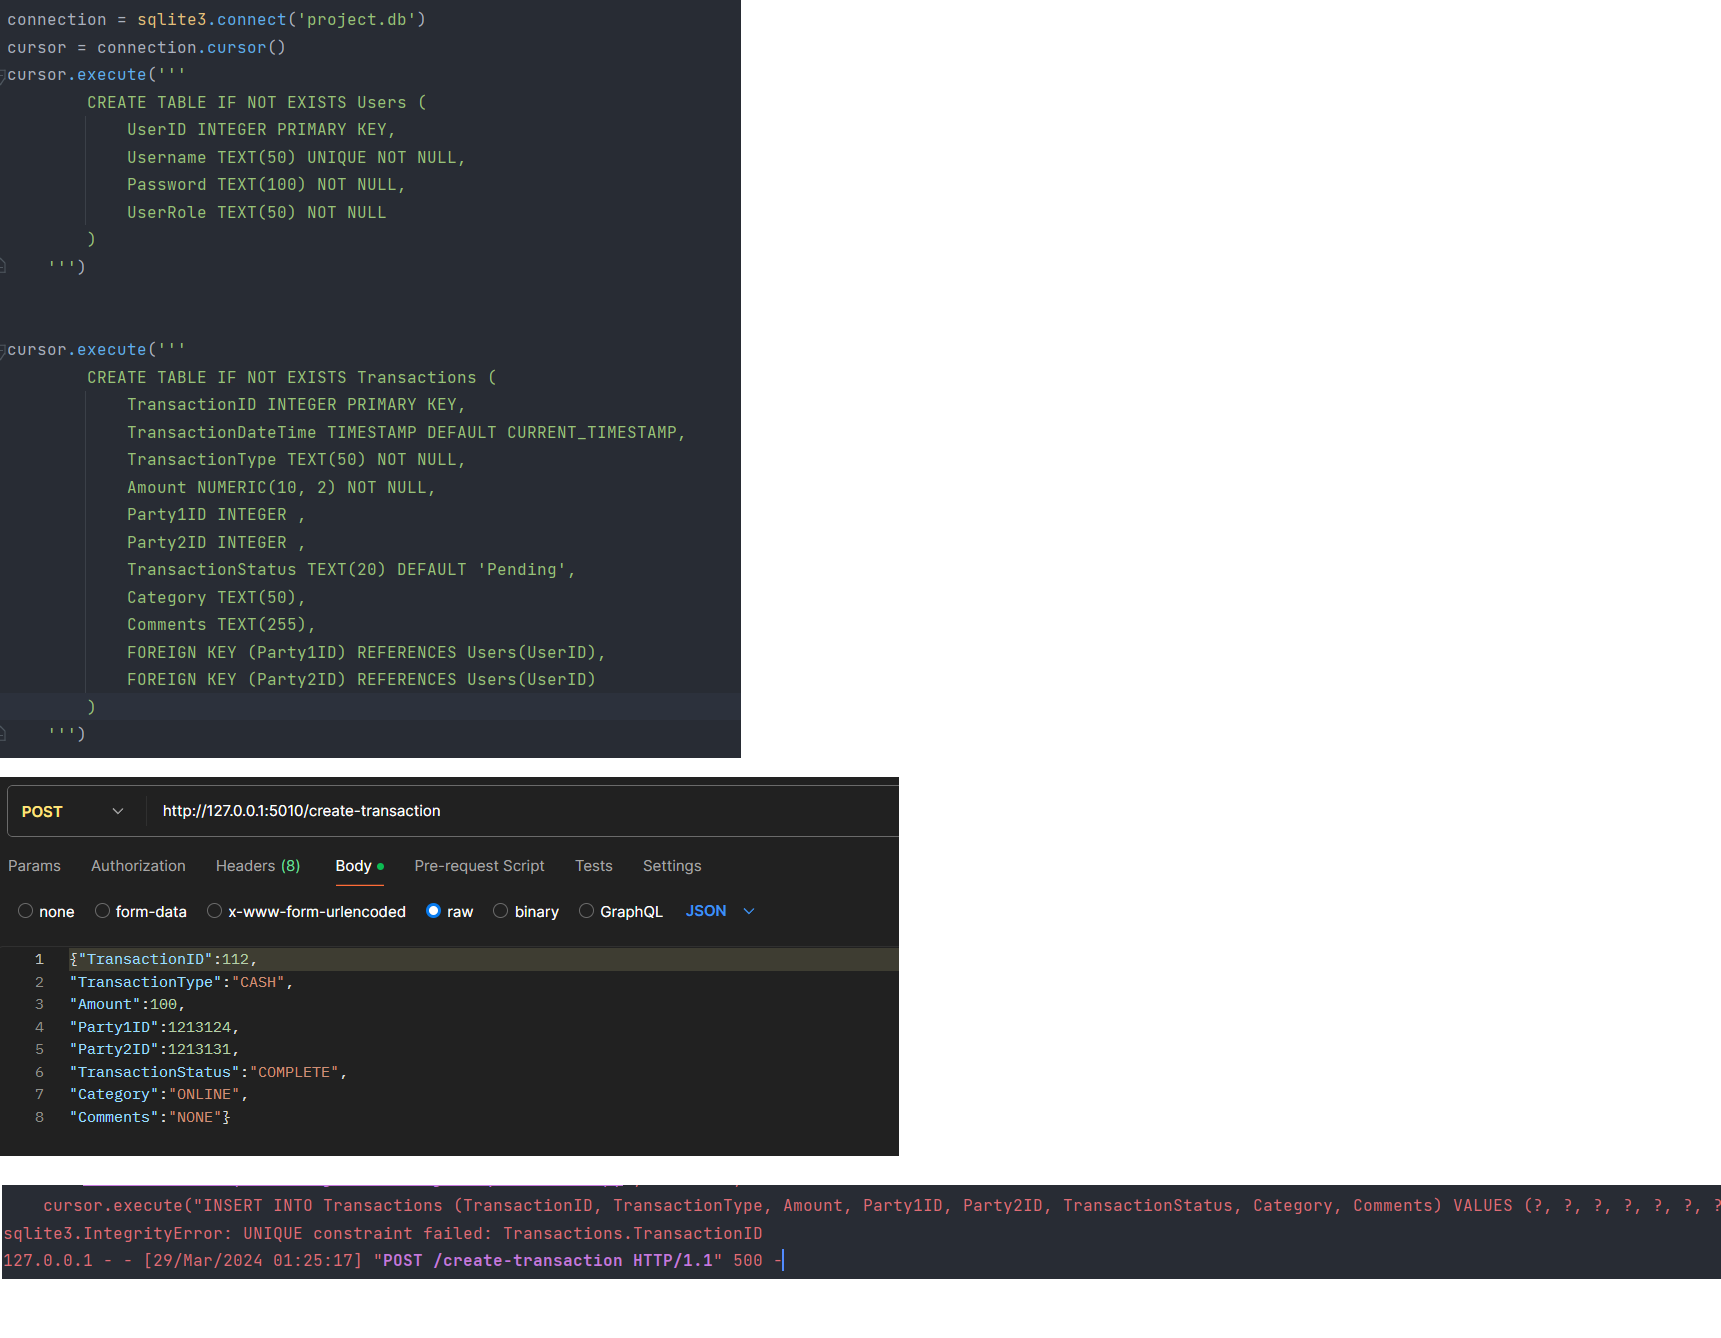 connection = sqlite3.connect('project.db')
cursor = connection.cursor()
cursor.execute('''
CREATE TABLE IF NOT EXISTS Users (
UserID INTEGER PRIMARY KEY,
Username TEXT(50) UNIQUE NOT NULL,
Password TEXT(100) NOT NULL,
UserRole TEXT(50) NOT NULL
)
''')
cursor.execute('''
CREATE TABLE IF NOT EXISTS Transactions (
TransactionID INTEGER PRIMARY KEY,
TransactionDateTime TIMESTAMP DEFAULT CURRENT_TIMESTAMP,
TransactionType TEXT(50) NOT NULL,
Amount NUMERIC(10, 2) NOT NULL,
Party1ID INTEGER ,
Party2ID INTEGER ,
TransactionStatus TEXT(20) DEFAULT 'Pending',
Category TEXT(50),
Comments TEXT(255),
FOREIGN KEY (Party1ID) REFERENCES Users(UserID),
FOREIGN KEY (Party2ID) REFERENCES Users(UserID)
)
''')
POST http://127.0.0.1:5010/create-transaction
Params Authorization Headers (8) Body Pre-request Script Tests Settings
none form-data x-www-form-urlencoded raw binary GraphQL JSON
1 {"TransactionID":112,
2 "TransactionType":"CASH",
3 "Amount":100,
4 "Party1ID":1213124,
5 "Party2ID":1213131,
6 "TransactionStatus":"COMPLETE",
7 "Category":"ONLINE",
8 "Comments":"NONE"}
cursor.execute("INSERT INTO Transactions (TransactionID, TransactionType, Amount, Party1ID, Party2ID, TransactionStatus, Category, Comments) VALUES (?, ?, ?, ?, ?, ?, ?
sqlite3.IntegrityError: UNIQUE constraint failed: Transactions.TransactionID
127.0.0.1 - - [29/Mar/2024 01:25:17] "POST /create-transaction HTTP/1.1" 500 -